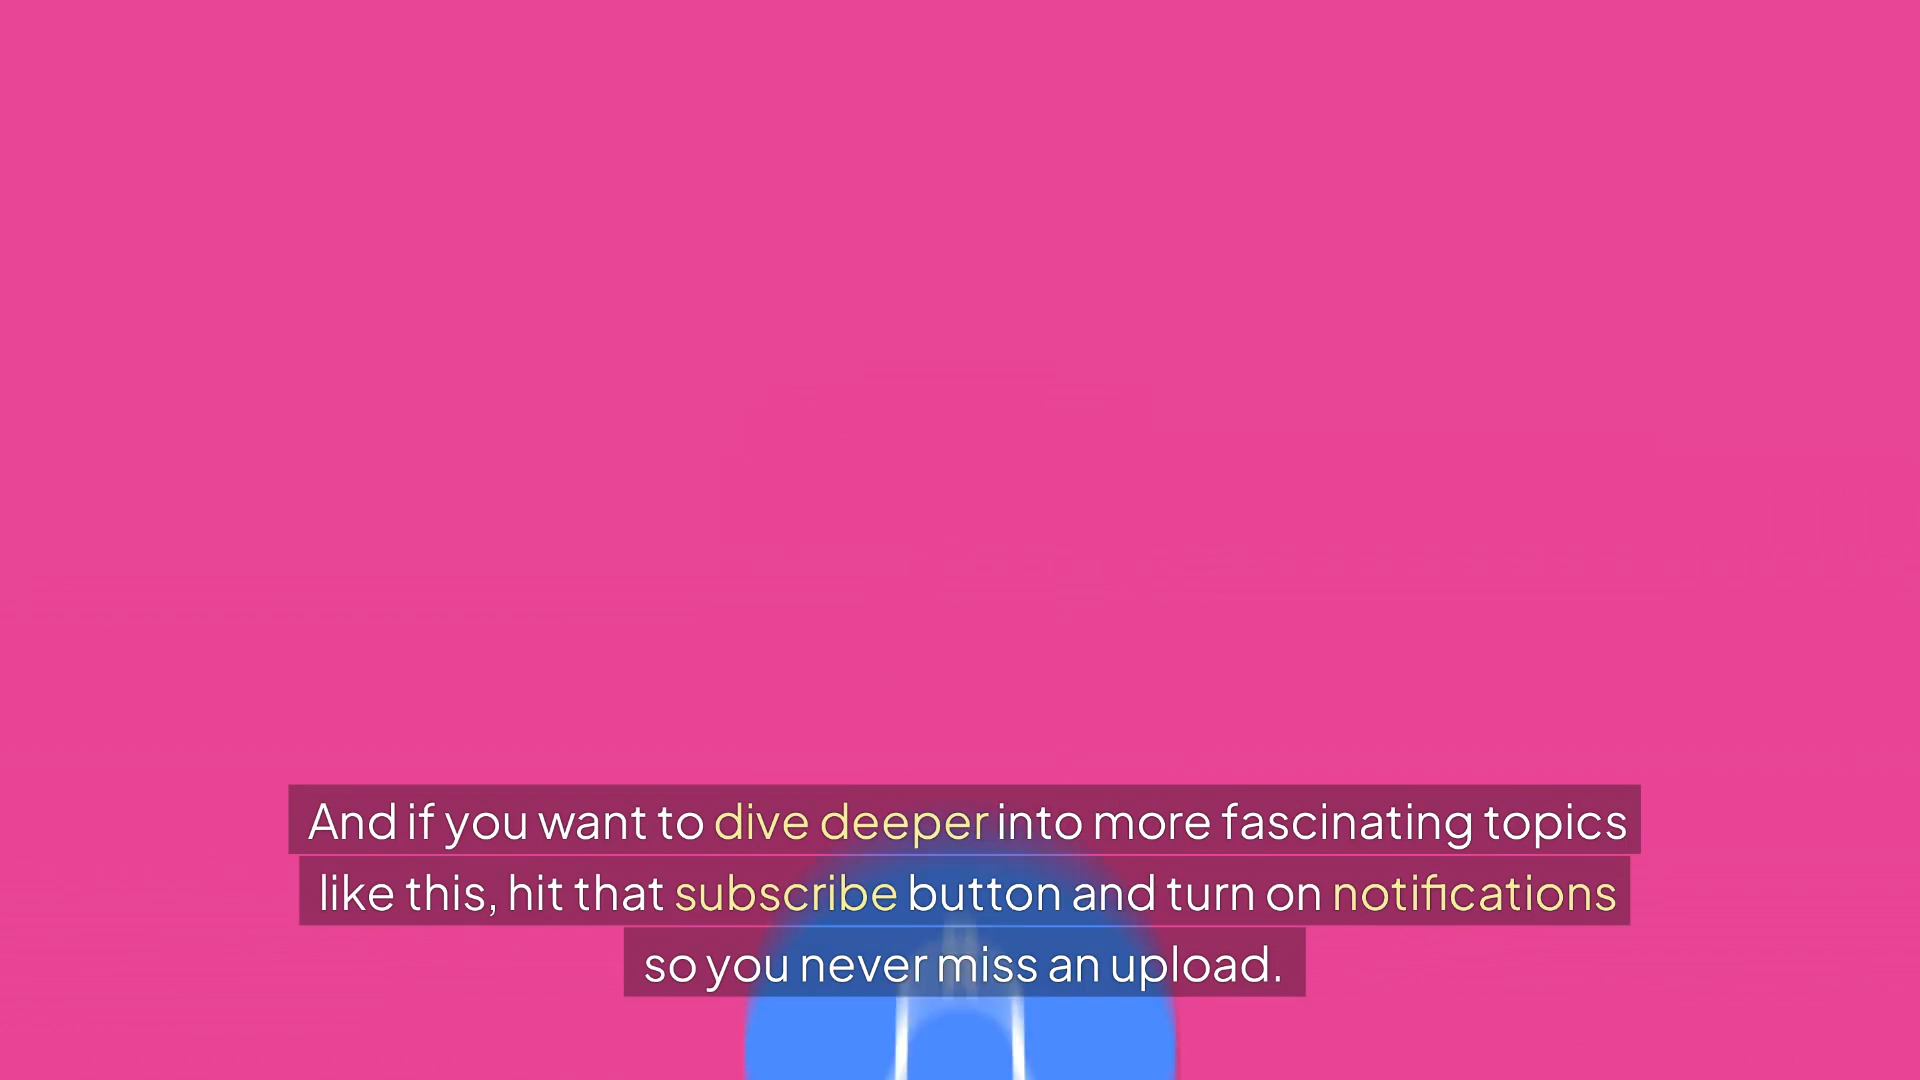 And if you want to dive deeper into more fascinating topics
like this, hit that subscribe button and turn on notifications
so you never miss an upload.